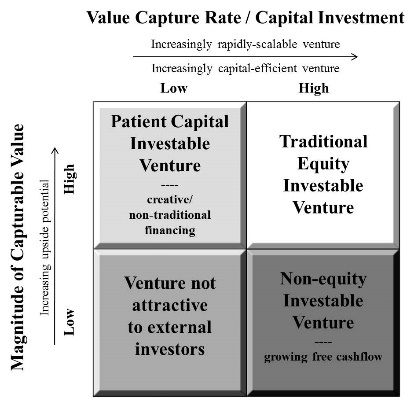 Value Capture Rate / Capital Investment
Increasingly rapidly-scalable venture
Increasingly capital-efficient venture
Low
High
Magnitude of Capturable Value
Increasing upside potential
High
Low
Patient Capital
Investable
Venture
----
creative/
non-traditional
financing
Traditional
Equity
Investable
Venture
Venture not
attractive
to external
investors
Non-equity
Investable
Venture
----
growing free cashflow